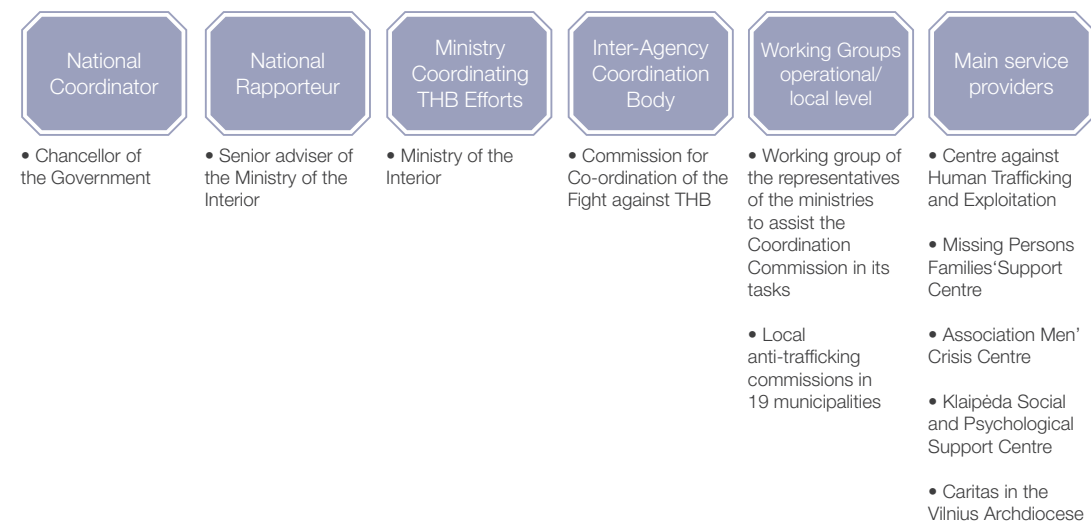 National
Coordinator
• Chancellor of
the Government
National
Rapporteur
• Senior adviser of
the Ministry of the
Interior
Ministry
Coordinating
THB Efforts
• Ministry of the
Interior
Inter-Agency
Coordination
Body
• Commission for
Co-ordination of the
Fight against THB
Working Groups
operational/
local level
• Working group of
the representatives
of the ministries
to assist the
Coordination
Commission in its
tasks
• Local
anti-trafficking
commissions in
19 municipalities
Main service
providers
• Centre against
Human Trafficking
and Exploitation
• Missing Persons
Families‘Support
Centre
• Association Men’
Crisis Centre
• Klaipėda Social
and Psychological
Support Centre
• Caritas in the
Vilnius Archdiocese